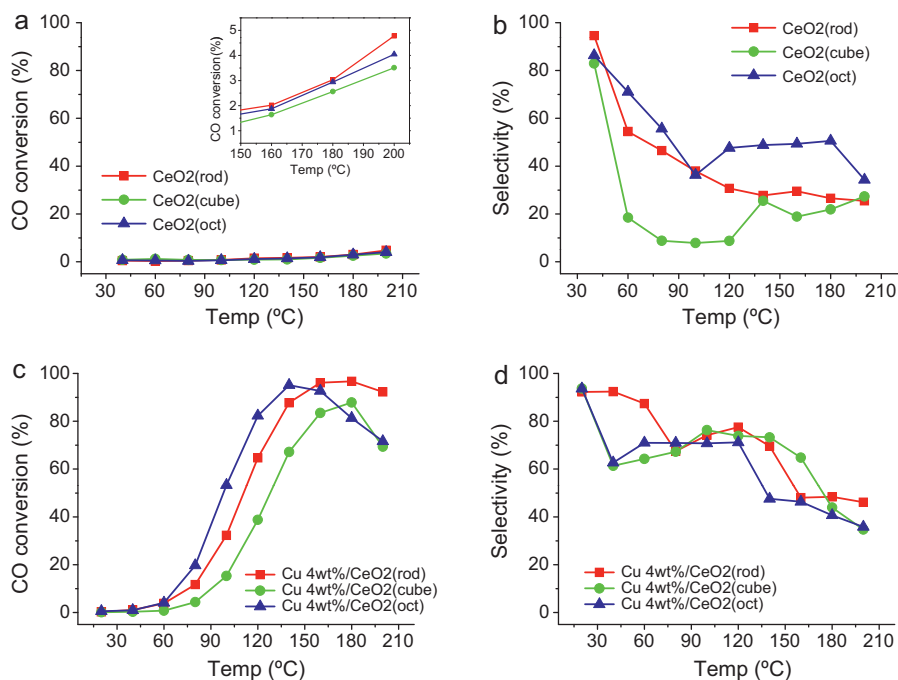 a
CO conversion (%)
100
80
60
40
20
0
30 60 90 120 150 180 210
Temp (ºC)
CeO2(rod)
CeO2(cube)
CeO2(oct)
CO conversion(%)
5
4
3
2
1
150 160 170 180 190 200
Temp (ºC)
b
Selectivity (%)
100
80
60
40
20
0
30 60 90 120 150 180 210
Temp (ºC)
CeO2(rod)
CeO2(cube)
CeO2(oct)
c
CO conversion (%)
100
80
60
40
20
0
30 60 90 120 150 180 210
Temp (ºC)
Cu 4wt%/CeO2(rod)
Cu 4wt%/CeO2(cube)
Cu 4wt%/CeO2(oct)
d
Selectivity (%)
100
80
60
40
20
0
30 60 90 120 150 180 210
Temp (ºC)
Cu 4wt%/CeO2(rod)
Cu 4wt%/CeO2(cube)
Cu 4wt%/CeO2(oct)